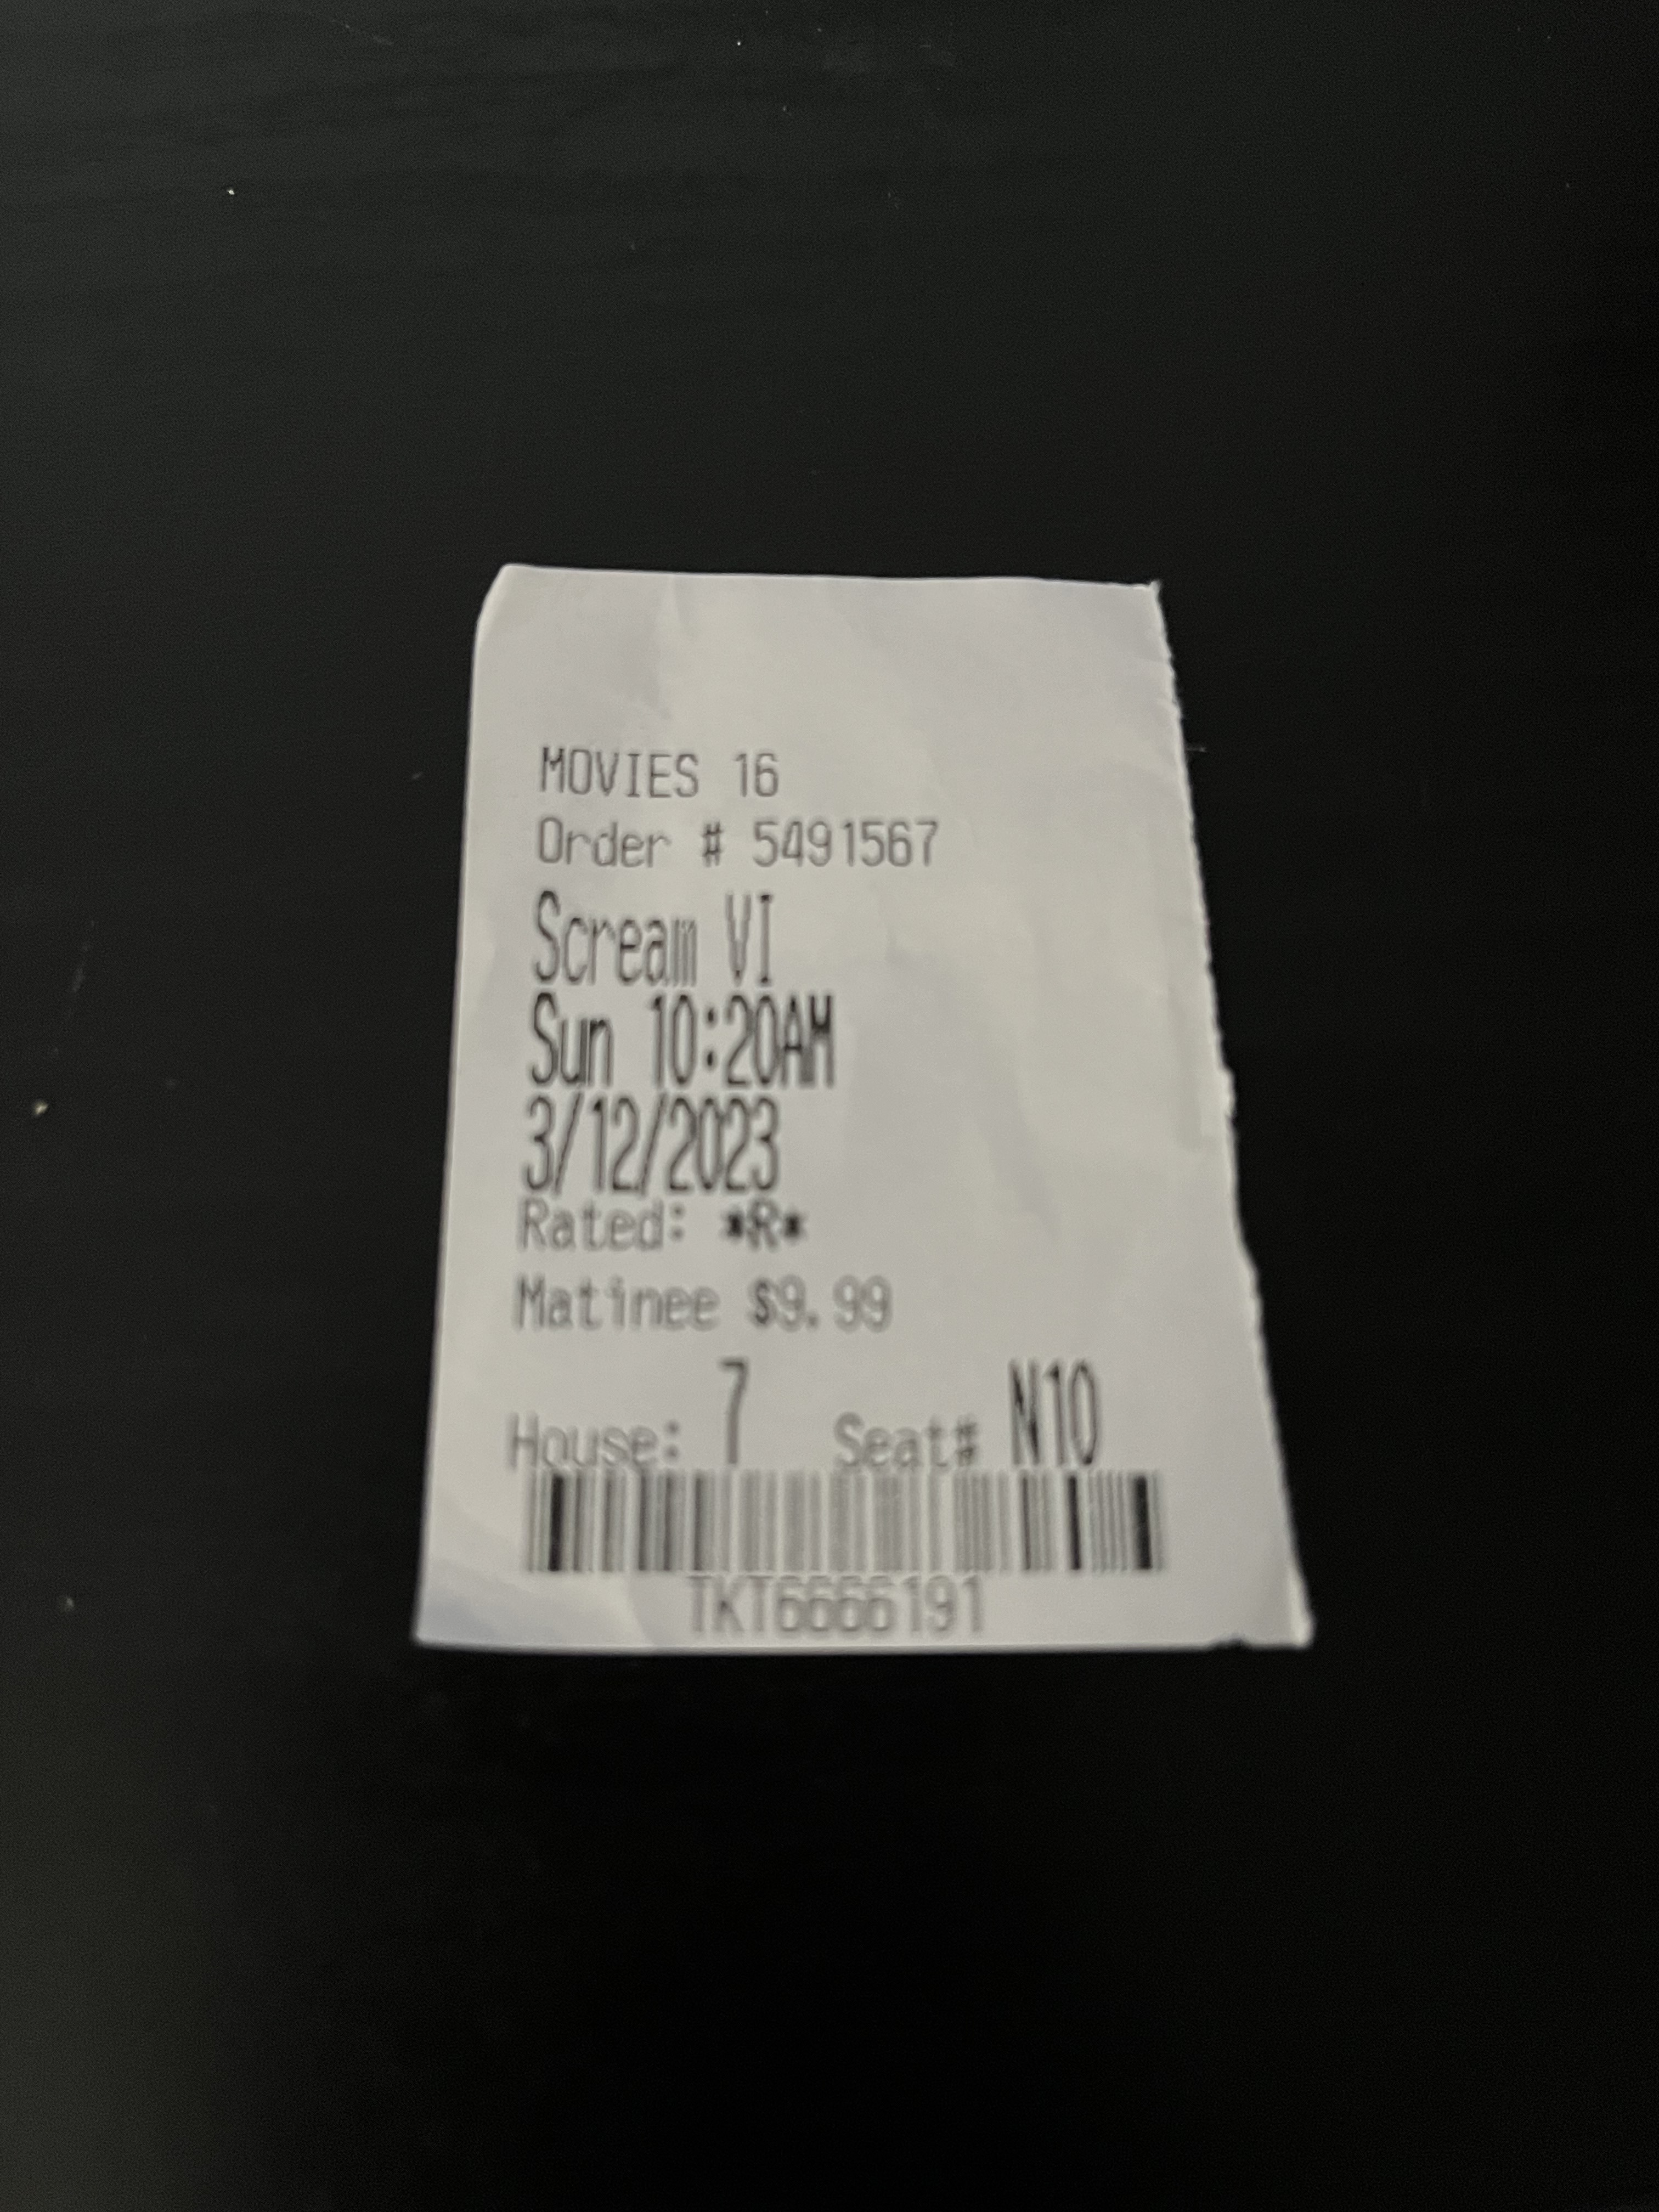 MOVIES 16
Order # 5491567
Scream VI
Sun 10:20AM
3/12/2023
Rated: *R*
Matinee $9.99
House: 7 Seat# N10
TKT6666191